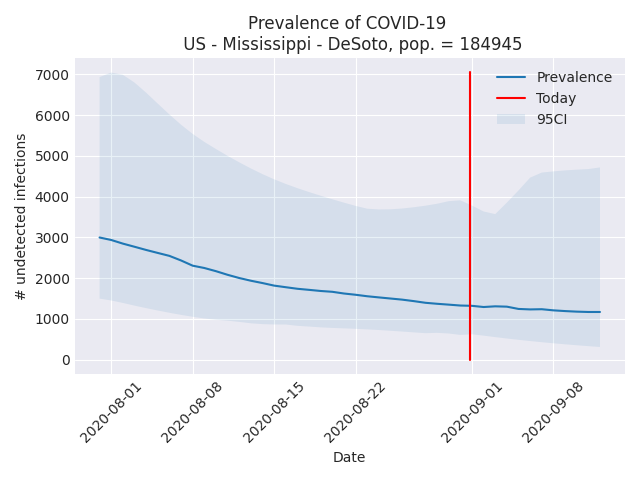 Prevalence of COVID-19
US - Mississippi - DeSoto, pop. = 184945
Prevalence
Today
95CI
7000
6000
5000
4000
3000
2000
1000
0
# undetected infections
2020-08-01
2020-08-08
2020-08-15
2020-08-22
2020-09-01
2020-09-08
Date